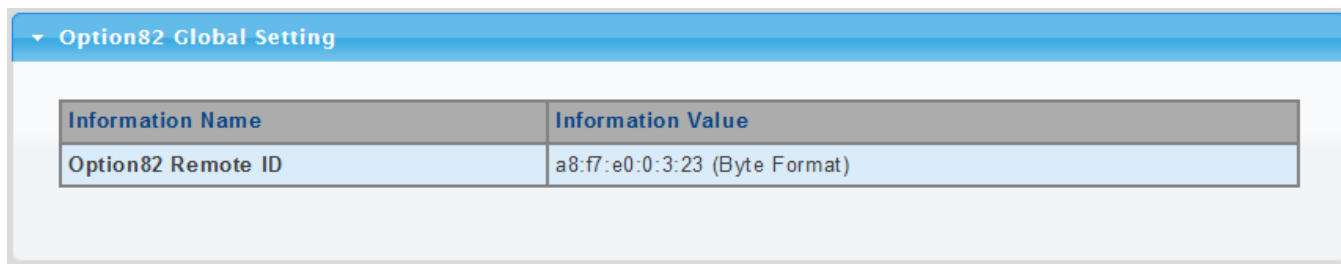 Option82 Global Setting
Information Name Information Value
Option82 Remote ID a8:f7:e0:0:3:23 (Byte Format)